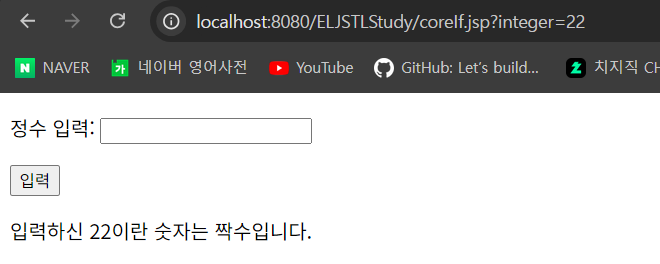 localhost:8080/ELJSTLStudy/coreIf.jsp?integer=22
N NAVER 가 네이버 영어사전 YouTube GitHub: Let's build... 치지직 CH
정수 입력:
입력
입력하신 22이란 숫자는 짝수입니다.